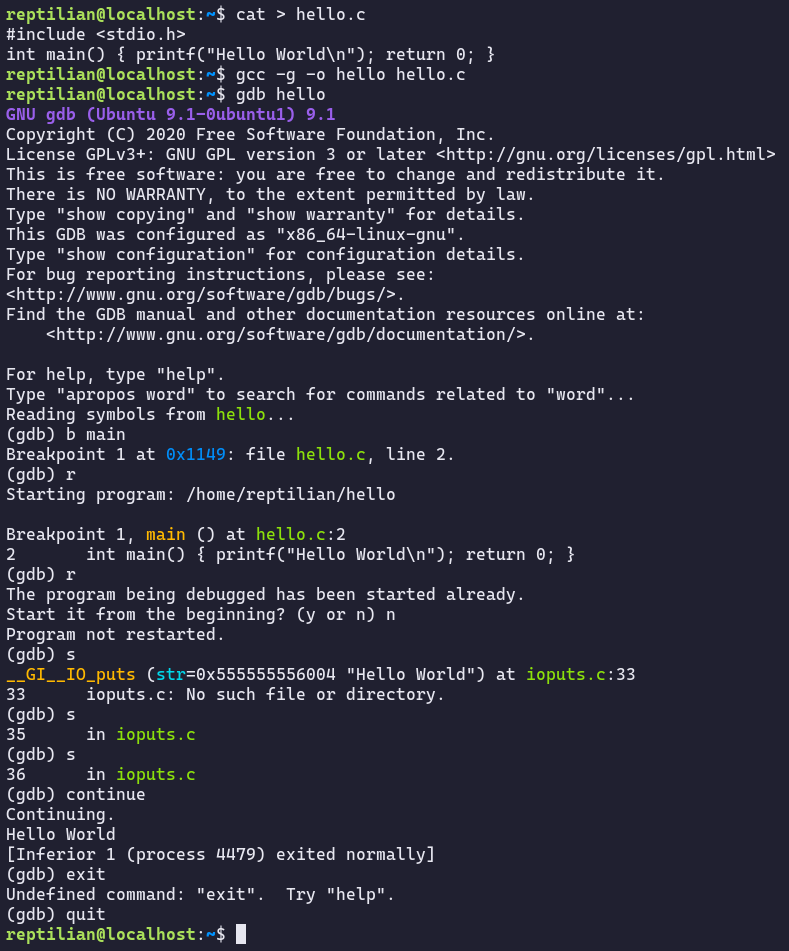 reptilian@localhost:~$ cat > hello.c
#include <stdio.h>
int main() { printf("Hello World\n"); return 0; }
reptilian@localhost:~$ gcc -g -o hello hello.c
reptilian@localhost:~$ gdb hello
GNU gdb (Ubuntu 9.1-0ubuntu1) 9.1
Copyright (C) 2020 Free Software Foundation, Inc.
License GPLv3+: GNU GPL version 3 or later <http://gnu.org/licenses/gpl.html>
This is free software: you are free to change and redistribute it.
There is NO WARRANTY, to the extent permitted by law.
Type "show copying" and "show warranty" for details.
This GDB was configured as "x86_64-linux-gnu".
Type "show configuration" for configuration details.
For bug reporting instructions, please see:
<http://www.gnu.org/software/gdb/bugs/>.
Find the GDB manual and other documentation resources online at:
    <http://www.gnu.org/software/gdb/documentation/>.

For help, type "help".
Type "apropos word" to search for commands related to "word"...
Reading symbols from hello...
(gdb) b main
Breakpoint 1 at 0x1149: file hello.c, line 2.
(gdb) r
Starting program: /home/reptilian/hello

Breakpoint 1, main () at hello.c:2
2       int main() { printf("Hello World\n"); return 0; }
(gdb) r
The program being debugged has been started already.
Start it from the beginning? (y or n) n
Program not restarted.
(gdb) s
__GI__IO_puts (str=0x555555556004 "Hello World") at ioputs.c:33
33      ioputs.c: No such file or directory.
(gdb) s
35      in ioputs.c
(gdb) s
36      in ioputs.c
(gdb) continue
Continuing.
Hello World
[Inferior 1 (process 4479) exited normally]
(gdb) exit
Undefined command: "exit".  Try "help".
(gdb) quit
reptilian@localhost:~$